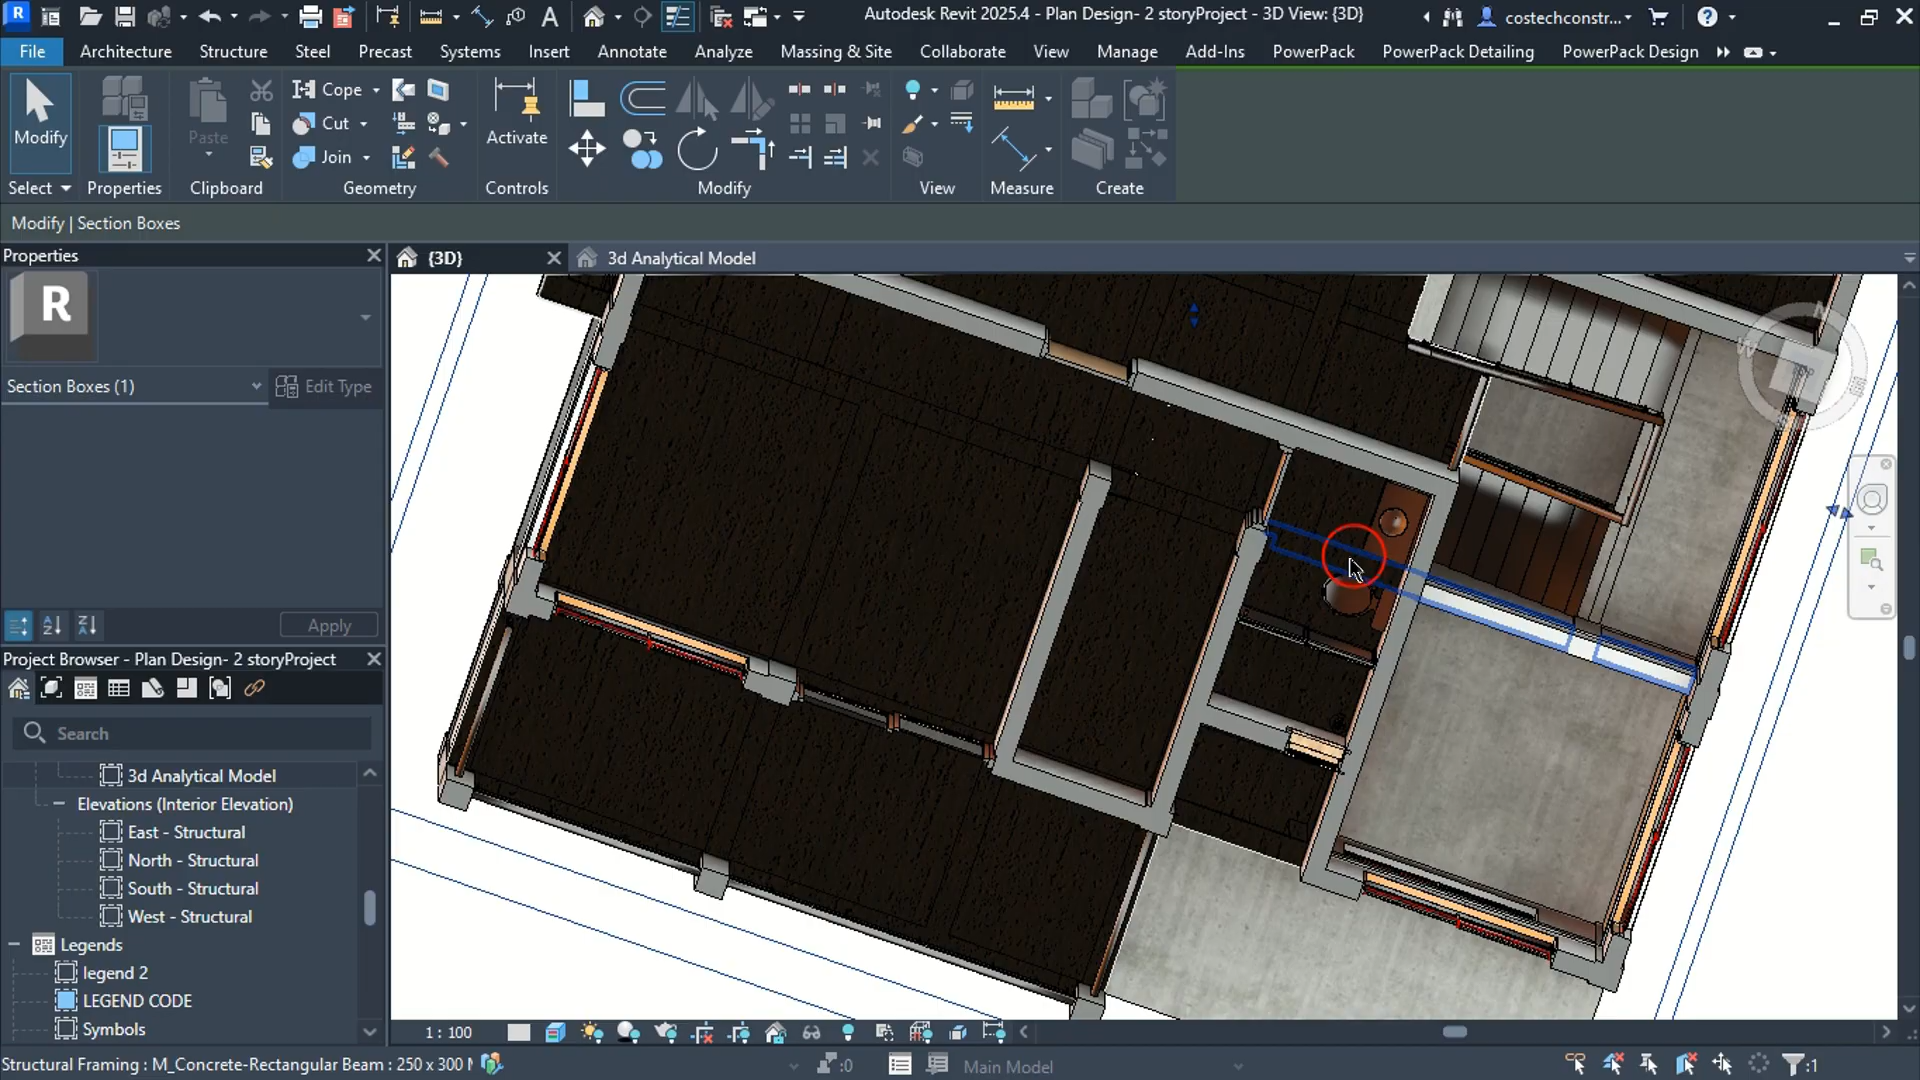 Autodesk Revit 2025.4 - Plan Design- 2 storyProject - 3D View: {3D}
costechconstr...
File Architecture Structure Steel Precast Systems Insert Annotate Analyze Massing & Site Collaborate View Manage Add-Ins PowerPack PowerPack Detailing PowerPack Design
Modify
Paste
Cope
Cut
Join
Activate
Select Properties Clipboard Geometry Controls Modify View Measure Create
Modify | Section Boxes
Properties
{3D}
3d Analytical Model
R
Section Boxes (1)
Edit Type
Apply
Project Browser - Plan Design- 2 storyProject
Search
3d Analytical Model
Elevations (Interior Elevation)
East - Structural
North - Structural
South - Structural
West - Structural
Legends
legend 2
LEGEND CODE
Symbols
1 : 100
Structural Framing : M_Concrete-Rectangular Beam : 250 x 300
:0
Main Model
:1